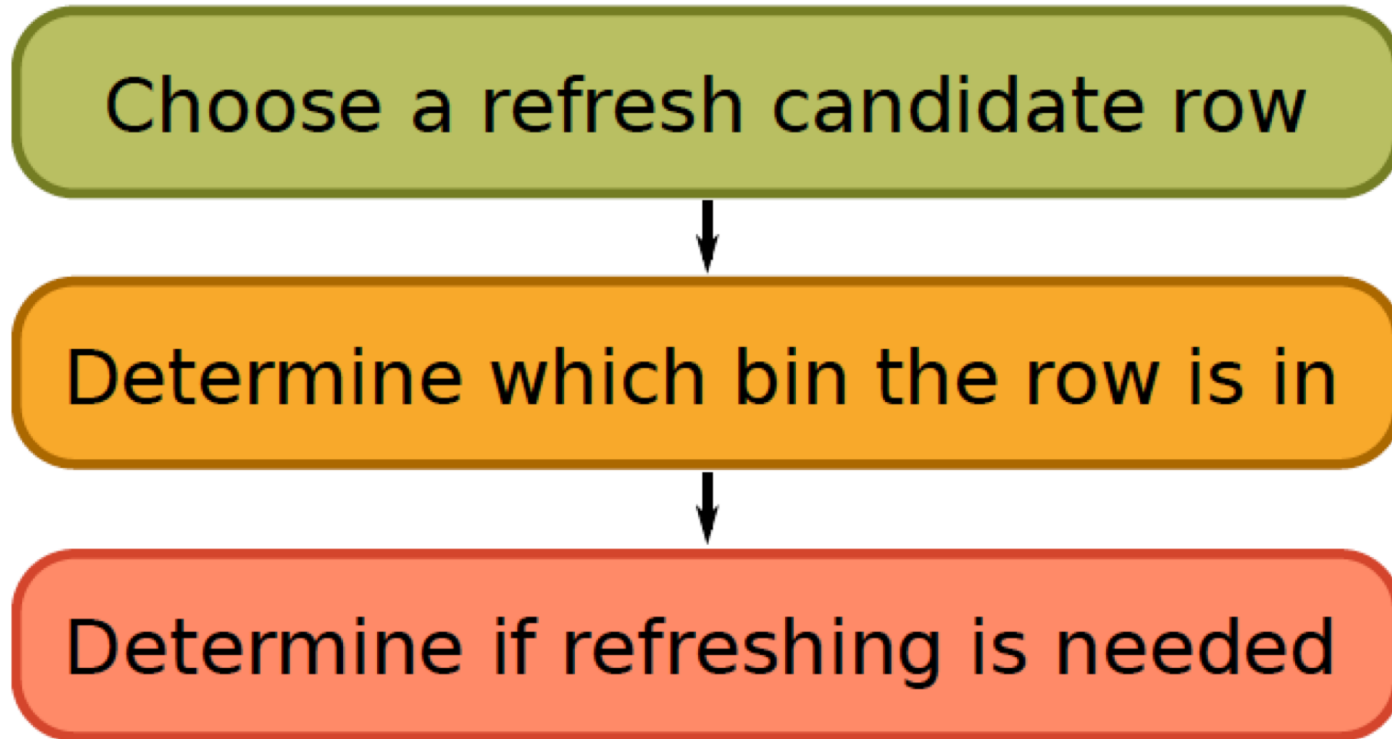 Choose a refresh candidate row
Determine which bin the row is in
Determine if refreshing is needed